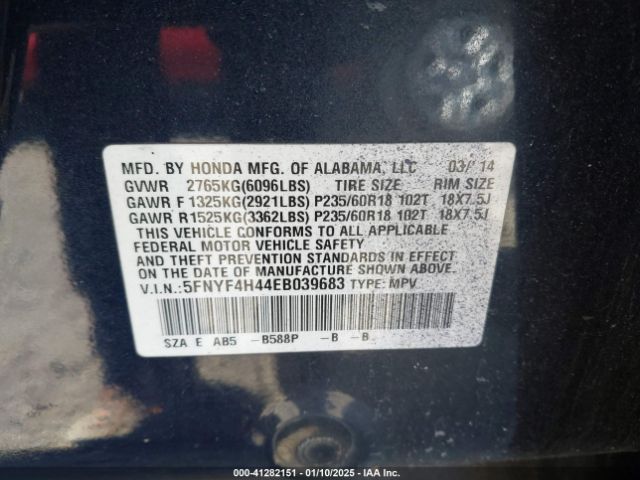 MFD. BY HONDA MFG. OF ALABAMA, LLC 03/ 14
GVWR 2765KG(6096LBS) TIRE SIZE RIM SIZE
GAWR F 1325KG(2921LBS) P235/60R18 102T 18X7.5J
GAWR R 1525KG(3362LBS) P235/60R18 102T 18X7.5J
THIS VEHICLE CONFORMS TO ALL APPLICABLE
FEDERAL MOTOR VEHICLE SAFETY
AND THEFT PREVENTION STANDARDS IN EFFECT
ON THE DATE OF MANUFACTURE SHOWN ABOVE.
V.I.N.:5FNYF4H44EB039683 TYPE: MPV
SZA E AB5 -B588P -B -B
000-41282151 - 01/10/2025 - IAA Inc.